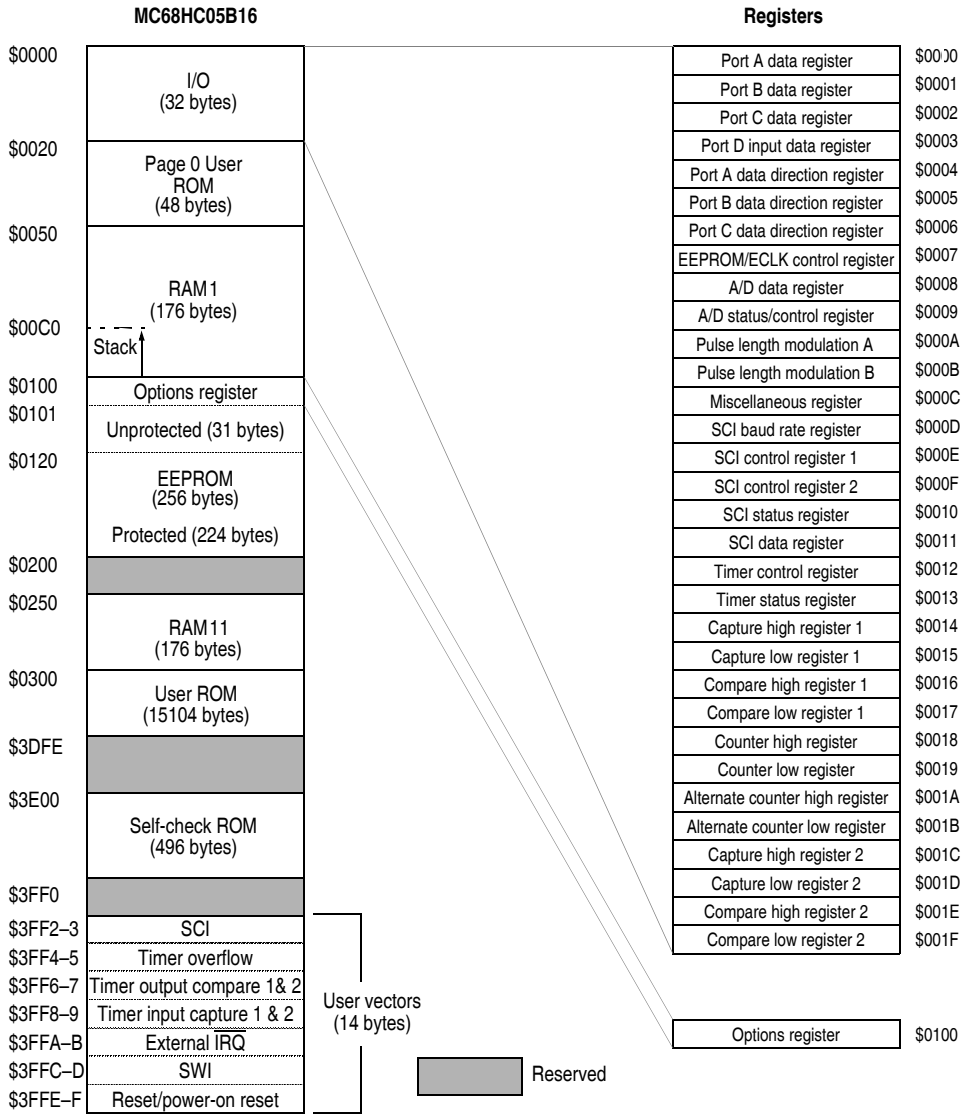 MC68HC05B16
$0000
I/O
(32 bytes)
$0020
Page 0 User
ROM
(48 bytes)
$0050
RAM1
(176 bytes)
$00C0
Stack
$0100
Options register
$0101
Unprotected (31 bytes)
$0120
EEPROM
(256 bytes)
Protected (224 bytes)
$0200
$0250
RAM11
(176 bytes)
$0300
User ROM
(15104 bytes)
$3DFE
$3E00
Self-check ROM
(496 bytes)
$3FF0
$3FF2–3 SCI
$3FF4–5 Timer overflow
$3FF6–7 Timer output compare 1& 2
$3FF8–9 Timer input capture 1 & 2
$3FFA–B External IRQ
$3FFC–D SWI
$3FFE–F Reset/power-on reset
User vectors
(14 bytes)
Reserved
Registers
Port A data register $0000
Port B data register $0001
Port C data register $0002
Port D input data register $0003
Port A data direction register $0004
Port B data direction register $0005
Port C data direction register $0006
EEPROM/ECLK control register $0007
A/D data register $0008
A/D status/control register $0009
Pulse length modulation A $000A
Pulse length modulation B $000B
Miscellaneous register $000C
SCI baud rate register $000D
SCI control register 1 $000E
SCI control register 2 $000F
SCI status register $0010
SCI data register $0011
Timer control register $0012
Timer status register $0013
Capture high register 1 $0014
Capture low register 1 $0015
Compare high register 1 $0016
Compare low register 1 $0017
Counter high register $0018
Counter low register $0019
Alternate counter high register $001A
Alternate counter low register $001B
Capture high register 2 $001C
Capture low register 2 $001D
Compare high register 2 $001E
Compare low register 2 $001F
Options register $0100